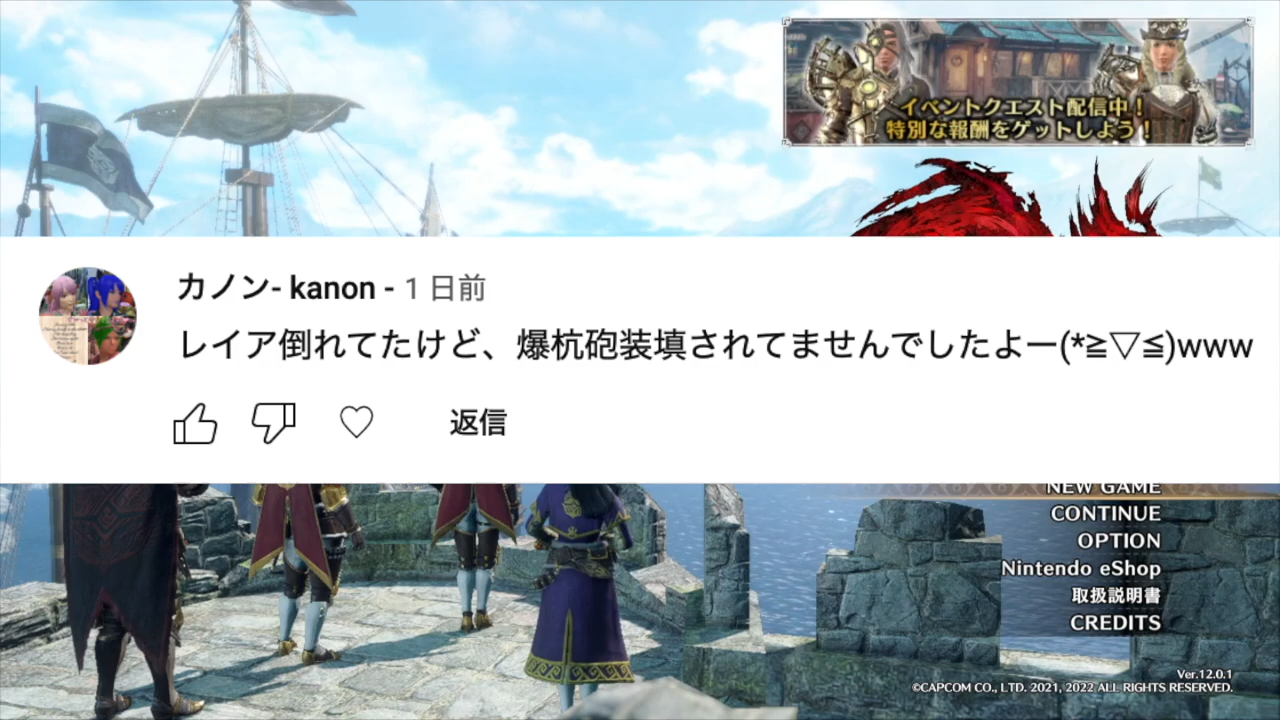 イベントクエスト配信中！
特別な報酬をゲットしよう！
カノン- kanon - 1 日前
レイア倒れてたけど、爆杭砲装填されてませんでしたよー(*≧▽≦)www
返信
NEW GAME
CONTINUE
OPTION
Nintendo eShop
取扱説明書
CREDITS
Ver.12.0.1
©CAPCOM CO., LTD. 2021, 2022 ALL RIGHTS RESERVED.